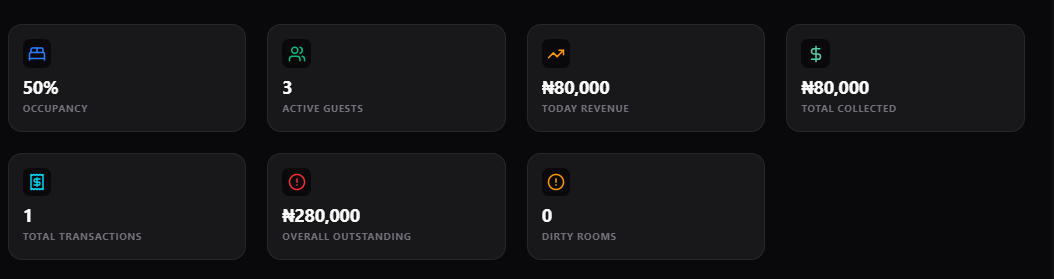 50%
OCCUPANCY
3
ACTIVE GUESTS
₦80,000
TODAY REVENUE
₦80,000
TOTAL COLLECTED
1
TOTAL TRANSACTIONS
₦280,000
OVERALL OUTSTANDING
0
DIRTY ROOMS